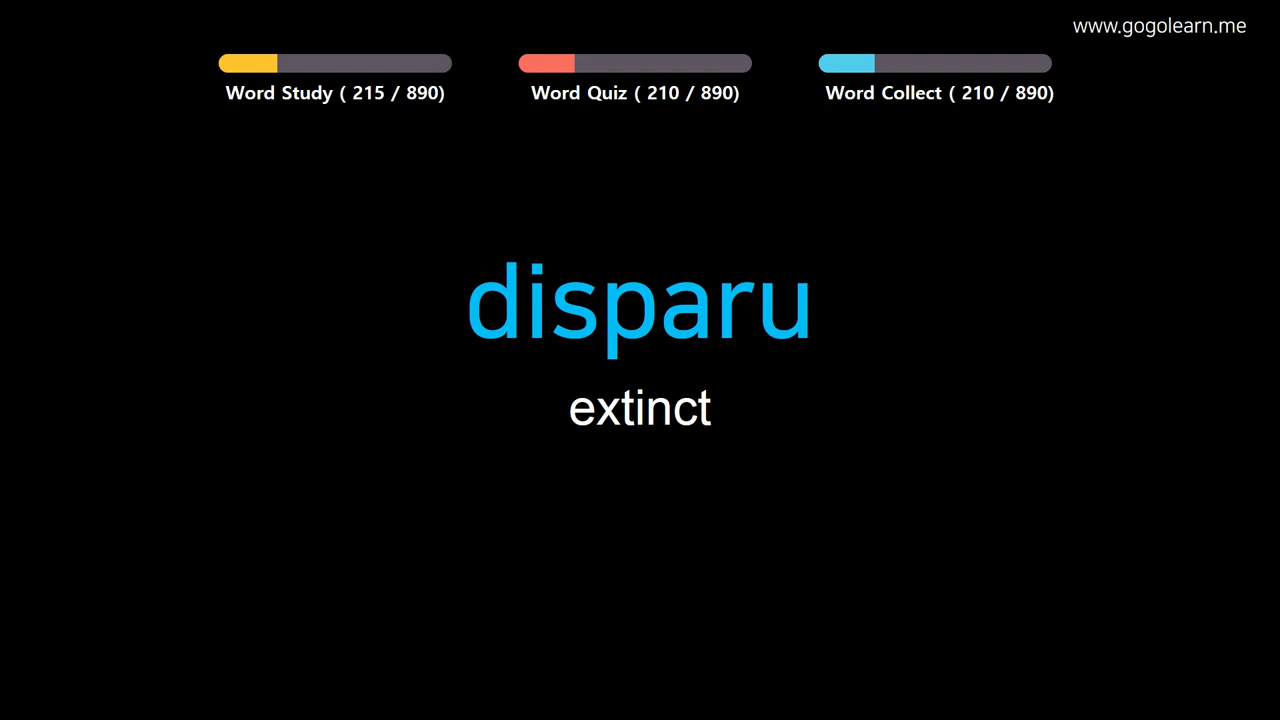 www.gogolearn.me
Word Study ( 215 / 890)
Word Quiz ( 210 / 890)
Word Collect ( 210 / 890)
disparu
extinct